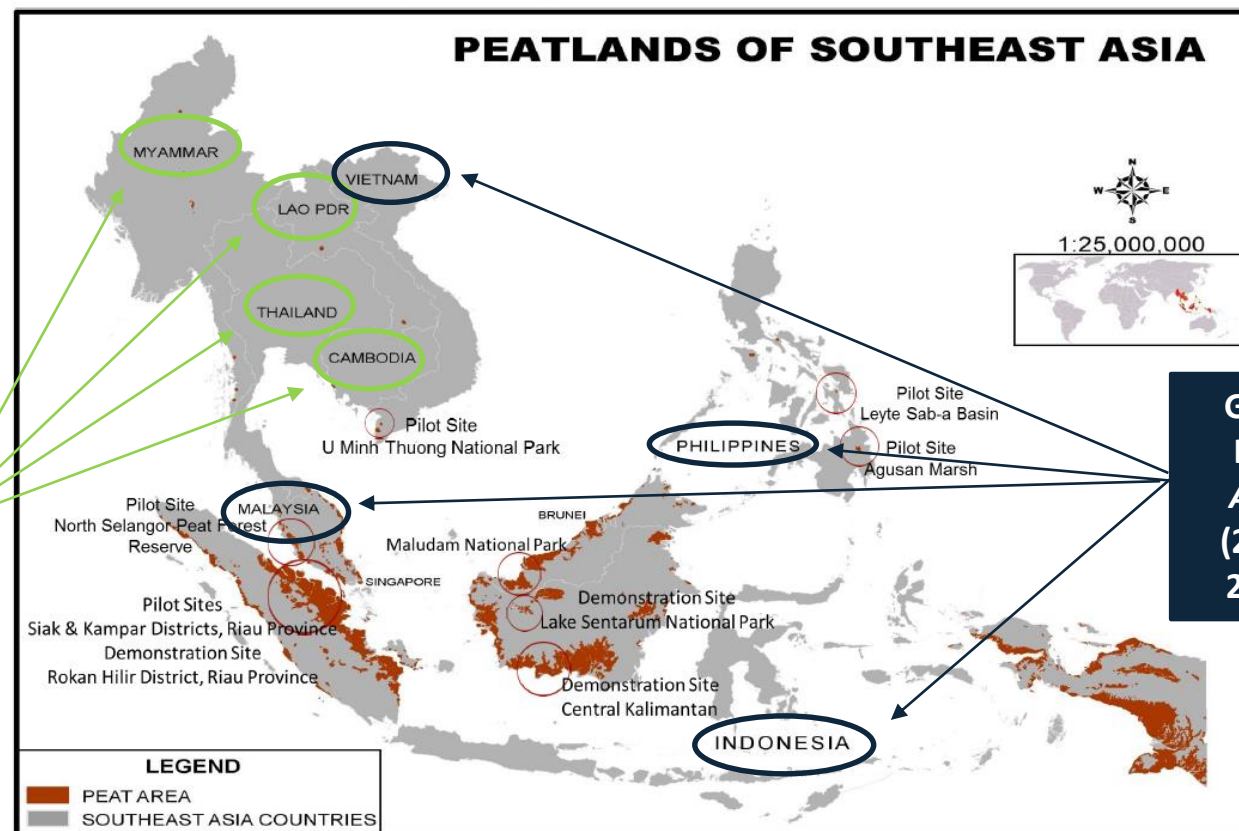 PEATLANDS OF SOUTHEAST ASIA
MYANMAR
VIETNAM
LAO PDR
N
W
E
S
1:25,000,000
THAILAND
CAMBODIA
Pilot Site
U Minh Thuong National Park
Pilot Site
Leyte Sab-a Basin
PHILIPPINES
Pilot Site
Agusan Marsh
MALAYSIA
Pilot Site
North Selangor Peat Forest
Reserve
BRUNEI
Maludam National Park
SINGAPORE
Pilot Sites
Siak & Kampar Districts, Riau Province
Demonstration Site
Rokan Hilir District, Riau Province
Demonstration Site
Lake Sentarum National Park
Demonstration Site
Central Kalimantan
INDONESIA
LEGEND
PEAT AREA
SOUTHEAST ASIA COUNTRIES